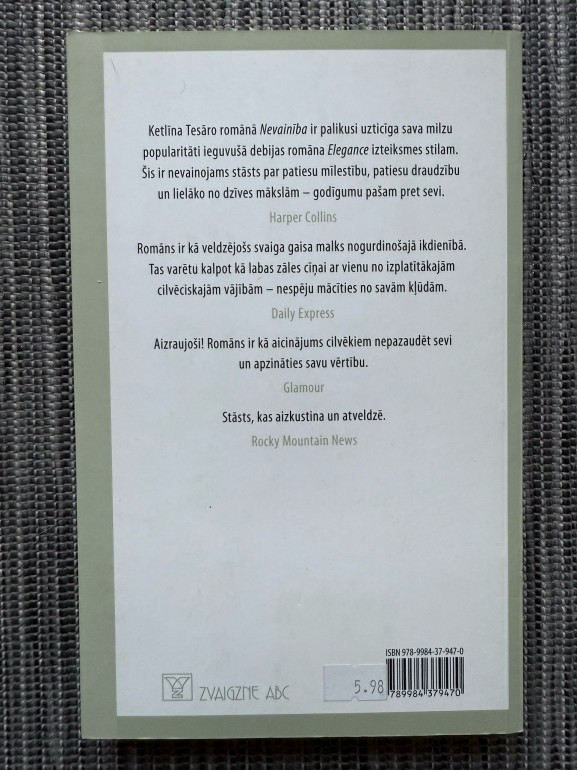 Ketlīna Tesāro romānā Nevainība ir palikusi uzticīga sava milzu
popularitāti ieguvušā debijas romāna Elegance izteiksmes stilam.
Šis ir nevainojams stāsts par patiesu mīlestību, patiesu draudzību
un lielāko no dzīves mākslām – godīgumu pašam pret sevi.
Harper Collins
Romāns ir kā veldzējošs svaiga gaisa malks nogurdinošajā ikdienībā.
Tas varētu kalpot kā labas zāles cīņai ar vienu no izplatītākajām
cilvēciskajām vājībām – nespēju mācīties no savām kļūdām.
Daily Express
Aizraujoši! Romāns ir kā aicinājums cilvēkiem nepazaudēt sevi
un apzināties savu vērtību.
Glamour
Stāsts, kas aizkustina un atveldzē.
Rocky Mountain News
ISBN 978-9984-37-947-0
ZVAIGZNE ABC
5.98
789984 379470